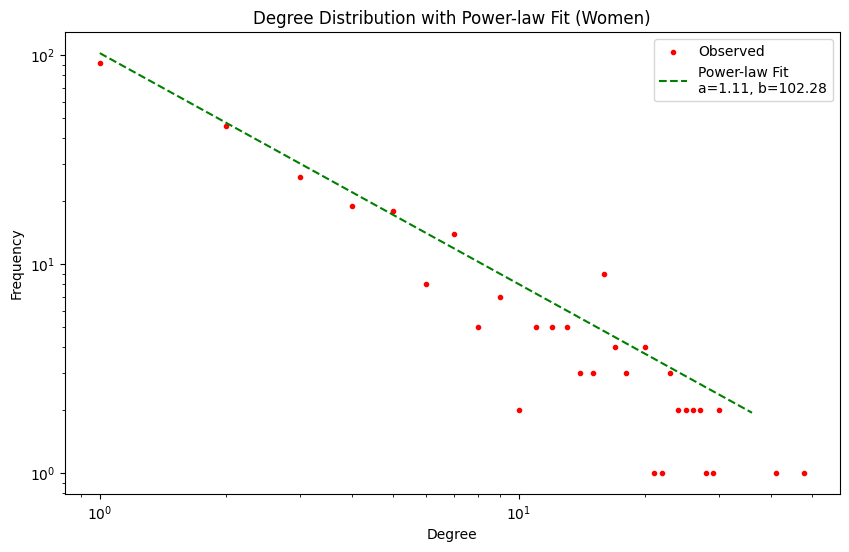 Degree Distribution with Power-law Fit (Women)
Observed
Power-law Fit
a=1.11, b=102.28
Frequency
10²
10¹
10⁰
10⁰
10¹
Degree